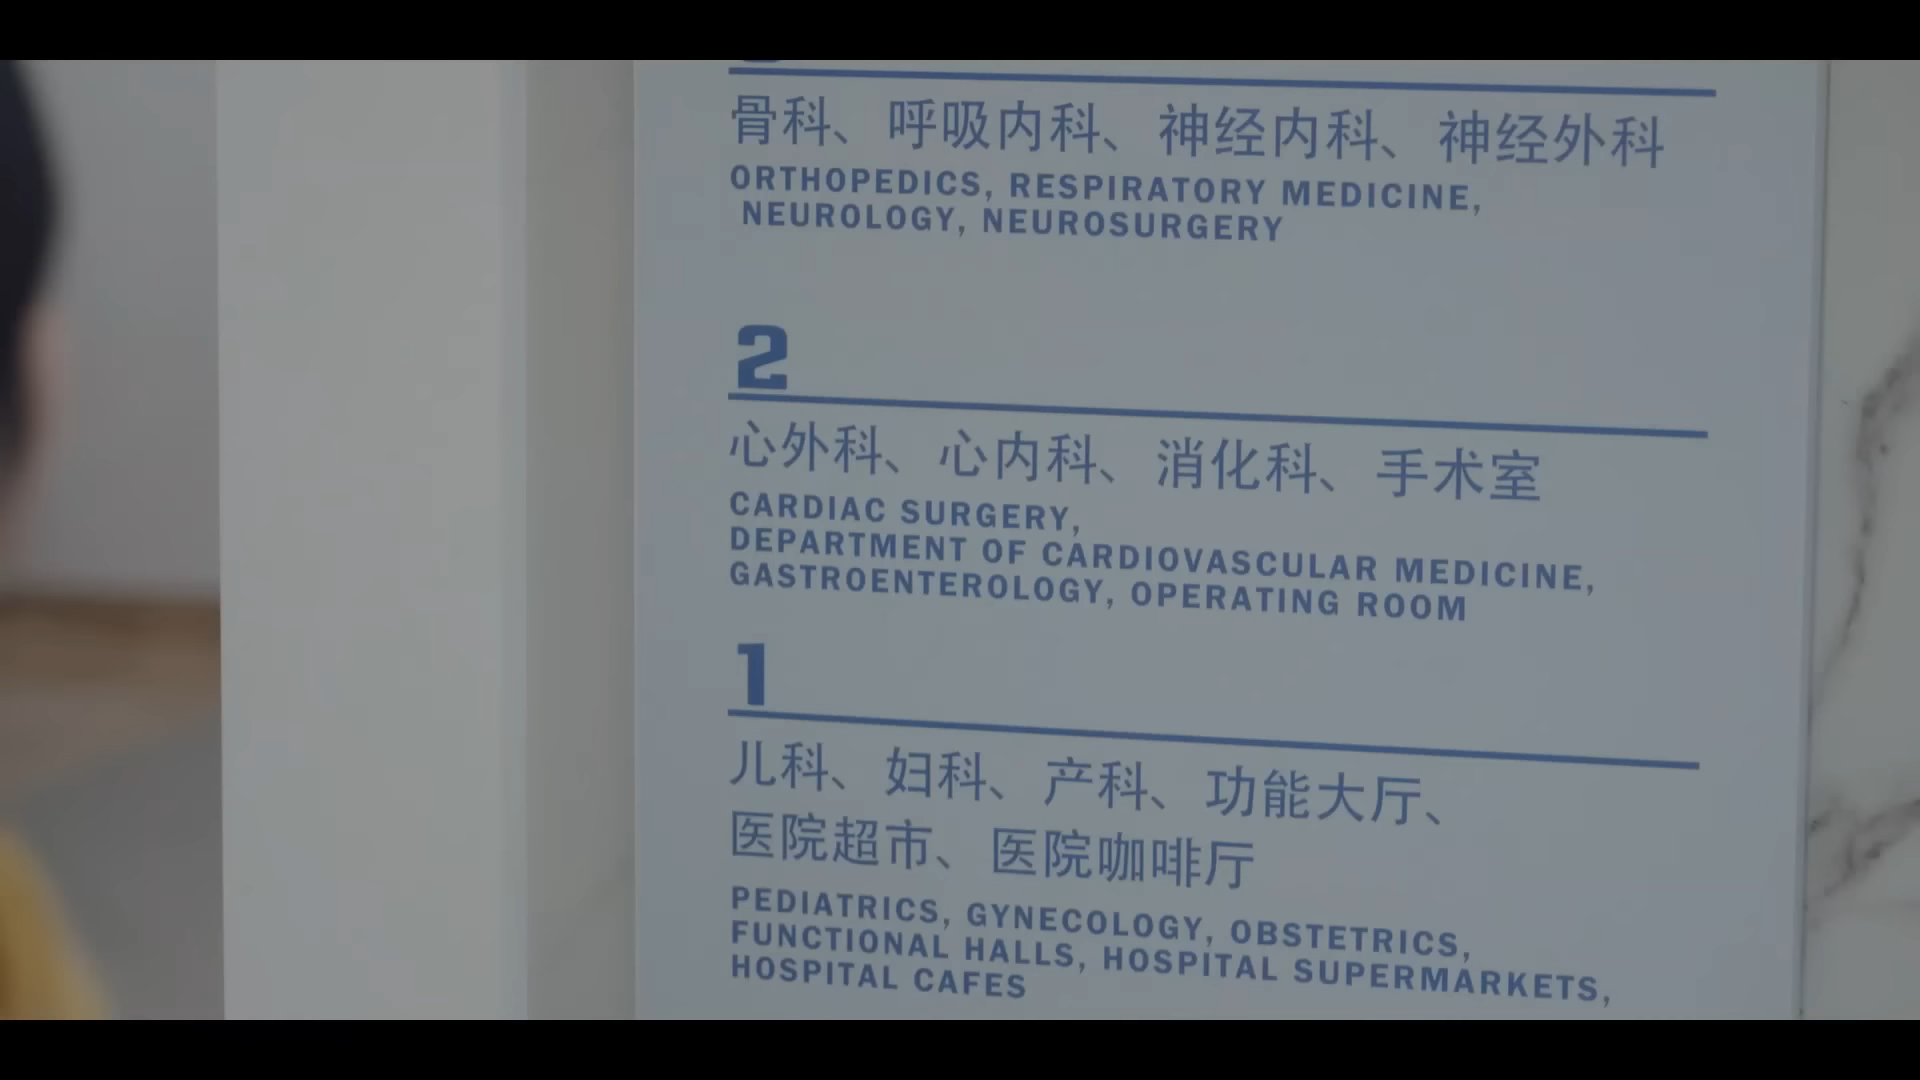 骨科、呼吸内科、神经内科、神经外科
ORTHOPEDICS, RESPIRATORY MEDICINE,
NEUROLOGY, NEUROSURGERY
2
心外科、心内科、消化科、手术室
CARDIAC SURGERY,
DEPARTMENT OF CARDIOVASCULAR MEDICINE,
GASTROENTEROLOGY, OPERATING ROOM
1
儿科、妇科、产科、功能大厅、
医院超市、医院咖啡厅
PEDIATRICS, GYNECOLOGY, OBSTETRICS,
FUNCTIONAL HALLS, HOSPITAL SUPERMARKETS,
HOSPITAL CAFES